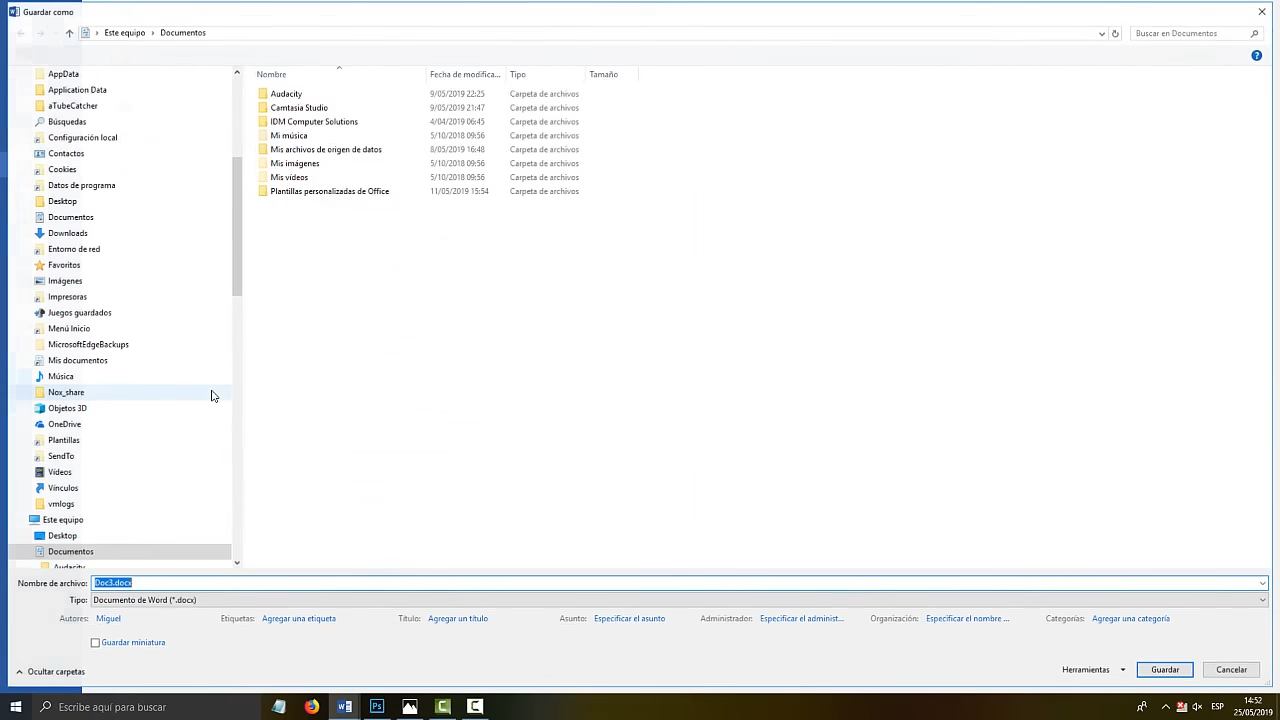 Guardar como
Este equipo > Documentos
Buscar en Documentos
Nombre Fecha de modifica... Tipo Tamaño
AppData
Application Data
aTubeCatcher
Búsquedas
Configuración local
Contactos
Cookies
Datos de programa
Desktop
Documentos
Downloads
Entorno de red
Favoritos
Imágenes
Impresoras
Juegos guardados
Menú Inicio
MicrosoftEdgeBackups
Mis documentos
Música
Nox_share
Objetos 3D
OneDrive
Plantillas
SendTo
Vídeos
Vínculos
vmlogs
Este equipo
Desktop
Documentos
Audacity
Audacity 9/05/2019 22:25 Carpeta de archivos
Camtasia Studio 9/05/2019 21:47 Carpeta de archivos
IDM Computer Solutions 4/04/2019 06:45 Carpeta de archivos
Mi música 5/10/2018 09:56 Carpeta de archivos
Mis archivos de origen de datos 8/05/2019 16:48 Carpeta de archivos
Mis imágenes 5/10/2018 09:56 Carpeta de archivos
Mis vídeos 5/10/2018 09:56 Carpeta de archivos
Plantillas personalizadas de Office 11/05/2019 15:54 Carpeta de archivos
Nombre de archivo: Doc3.docx
Tipo: Documento de Word (*.docx)
Autores: Miguel Etiquetas: Agregar una etiqueta Título: Agregar un título Asunto: Especificar el asunto Administrador: Especificar el administ... Organización: Especificar el nombre ... Categorías: Agregar una categoría
Guardar miniatura
Ocultar carpetas Herramientas Guardar Cancelar
Escribe aquí para buscar ESP 14:52
25/05/2019